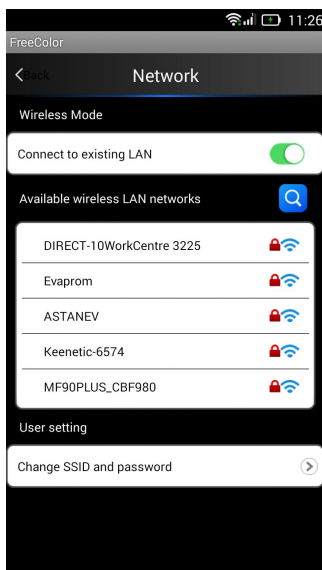 11:26
FreeColor
Back
Network
Wireless Mode
Connect to existing LAN
Available wireless LAN networks
DIRECT-10WorkCentre 3225
Evaprom
ASTANEV
Keenetic-6574
MF90PLUS_CBF980
User setting
Change SSID and password